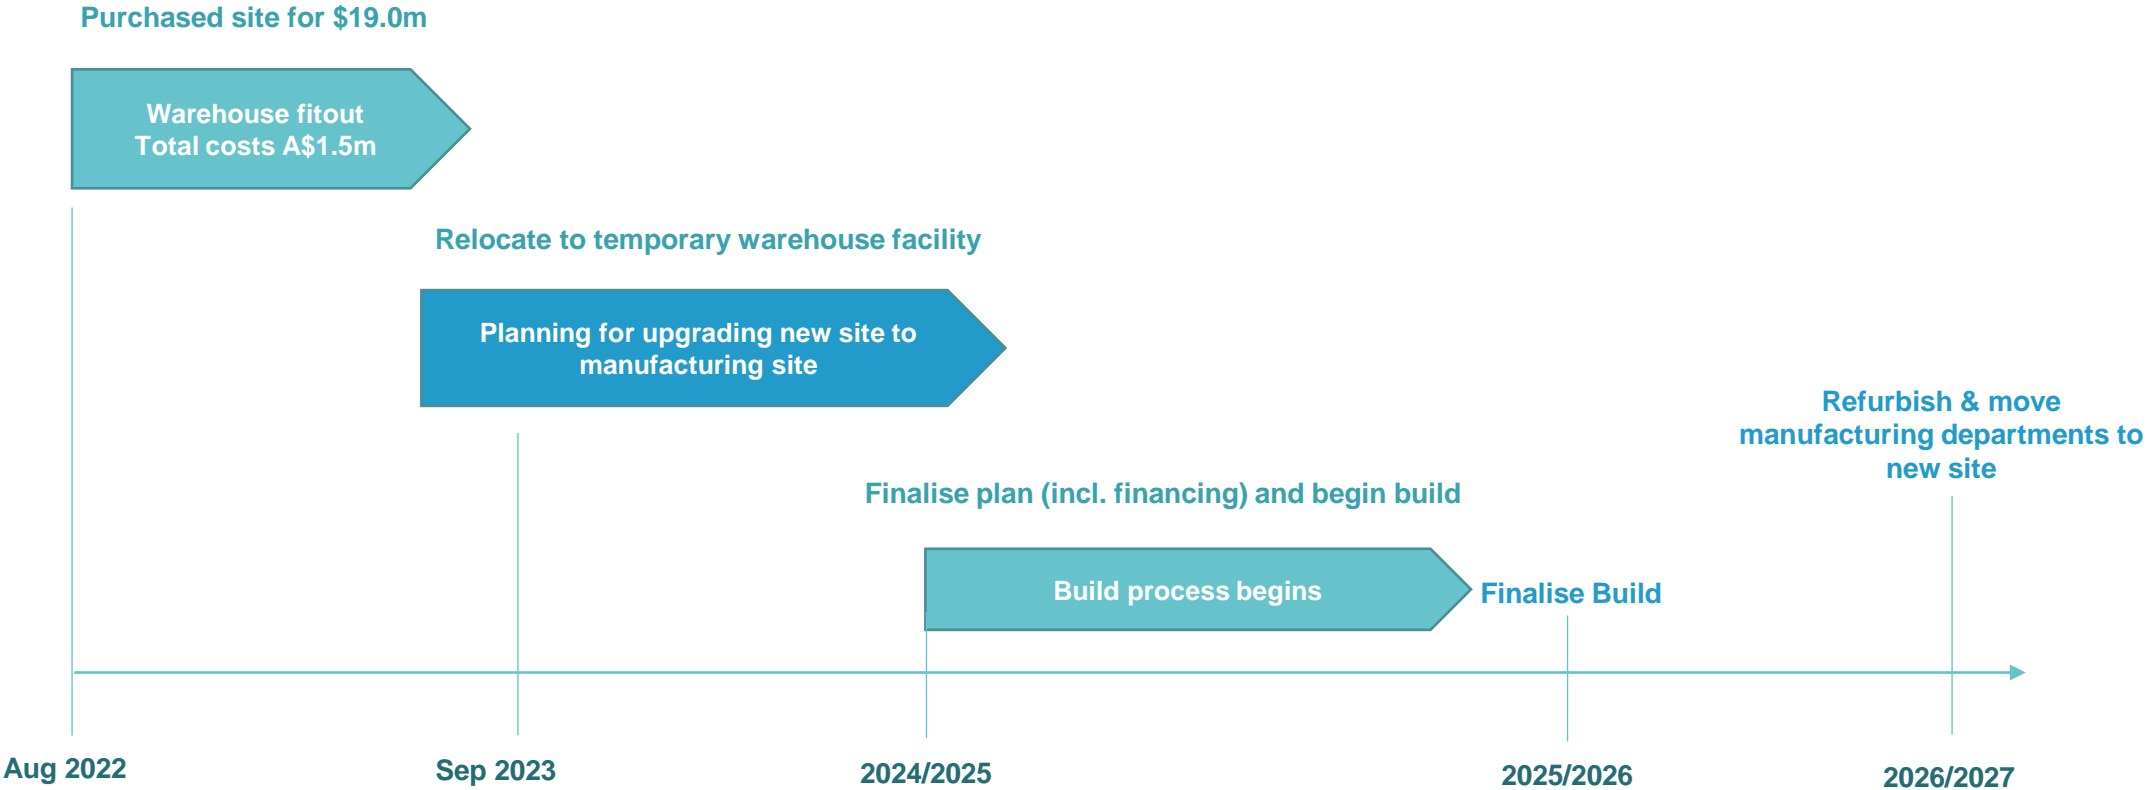 Purchased site for $19.0m
Warehouse fitout
Total costs A$1.5m
Relocate to temporary warehouse facility
Planning for upgrading new site to
manufacturing site
Refurbish & move
manufacturing departments to
new site
Finalise plan (incl. financing) and begin build
Build process begins
Finalise Build
Aug 2022
Sep 2023
2024/2025
2025/2026
2026/2027